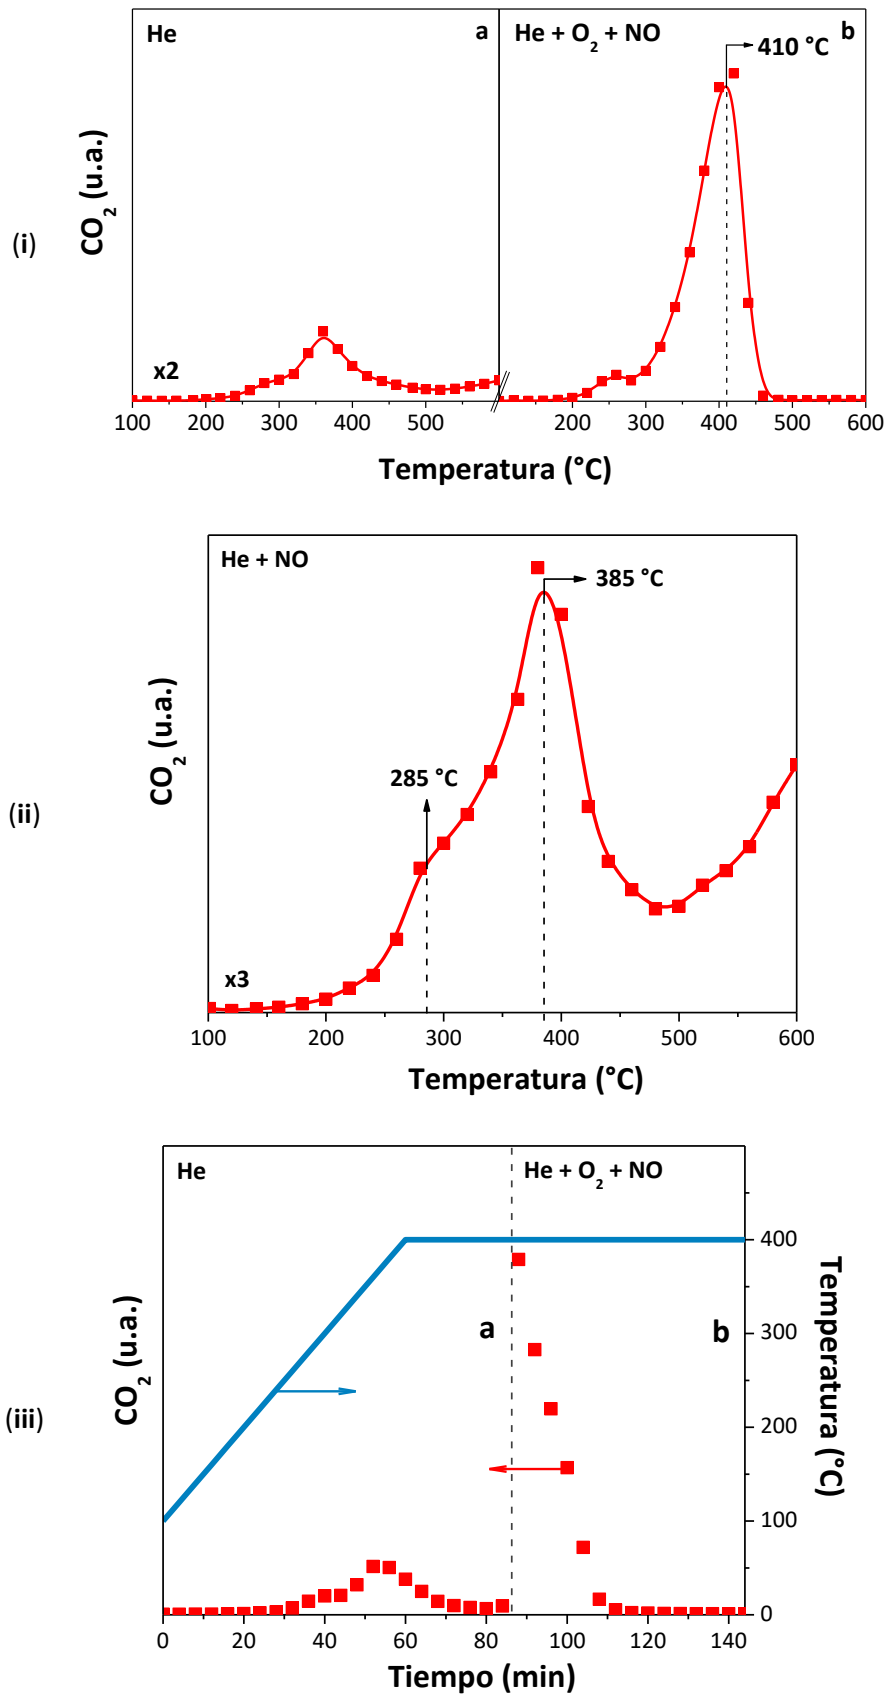 He
a
He + O2 + NO
b
410 °C
CO2 (u.a.)
(i)
x2
100 200 300 400 500 200 300 400 500 600
Temperatura (°C)
He + NO
385 °C
285 °C
CO2 (u.a.)
(ii)
x3
100 200 300 400 500 600
Temperatura (°C)
He
He + O2 + NO
400
a
b
300
CO2 (u.a.)
Temperatura (°C)
(iii)
200
100
0
0 20 40 60 80 100 120 140
Tiempo (min)